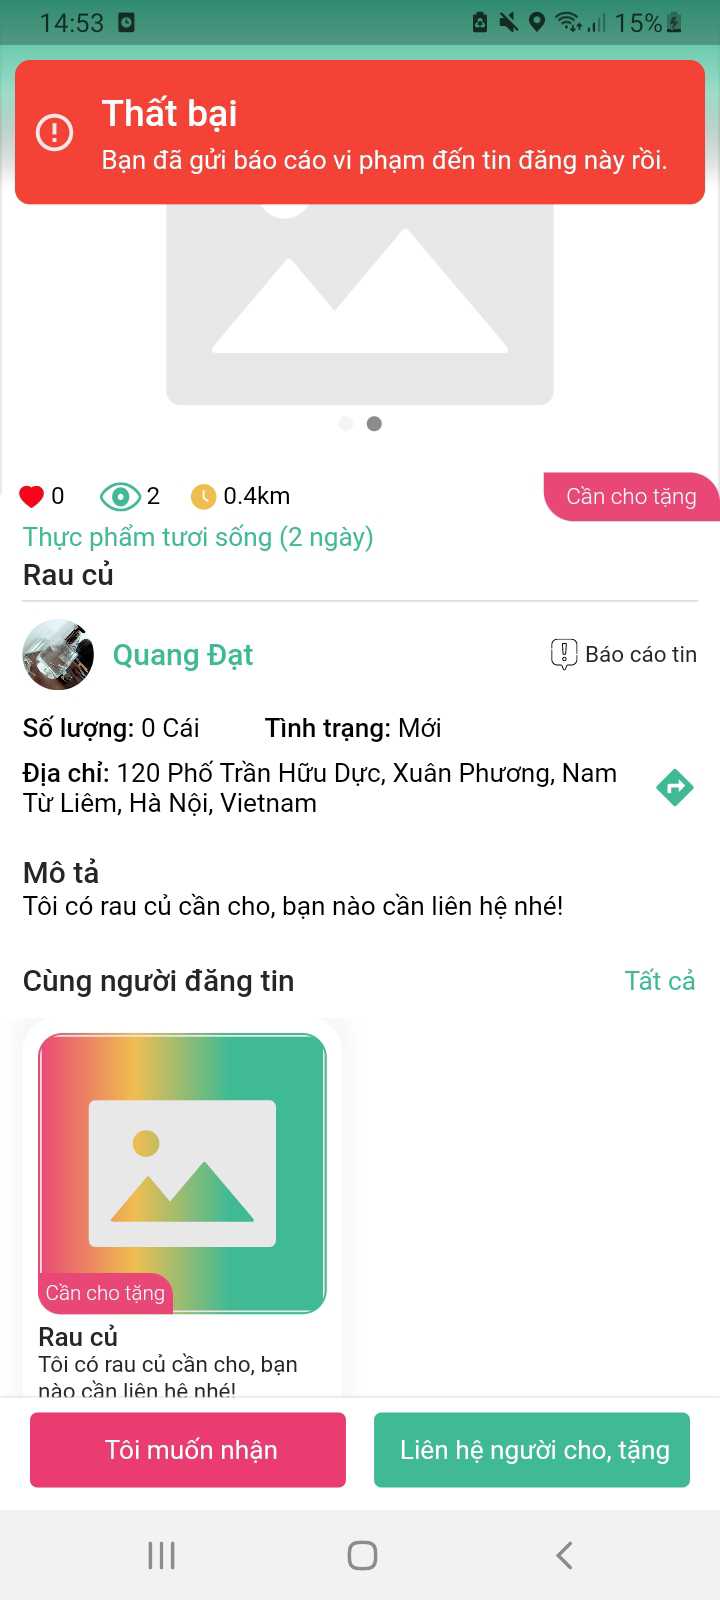 14:53
15%
Thất bại
Bạn đã gửi báo cáo vi phạm đến tin đăng này rồi.
0
2
0.4km
Cần cho tặng
Thực phẩm tươi sống (2 ngày)
Rau củ
Quang Đạt
Báo cáo tin
Số lượng: 0 Cái
Tình trạng: Mới
Địa chỉ: 120 Phố Trần Hữu Dực, Xuân Phương, Nam
Từ Liêm, Hà Nội, Vietnam
Mô tả
Tôi có rau củ cần cho, bạn nào cần liên hệ nhé!
Cùng người đăng tin
Tất cả
Cần cho tặng
Rau củ
Tôi có rau củ cần cho, bạn
nào cần liên hệ nhé!
Tôi muốn nhận
Liên hệ người cho, tặng